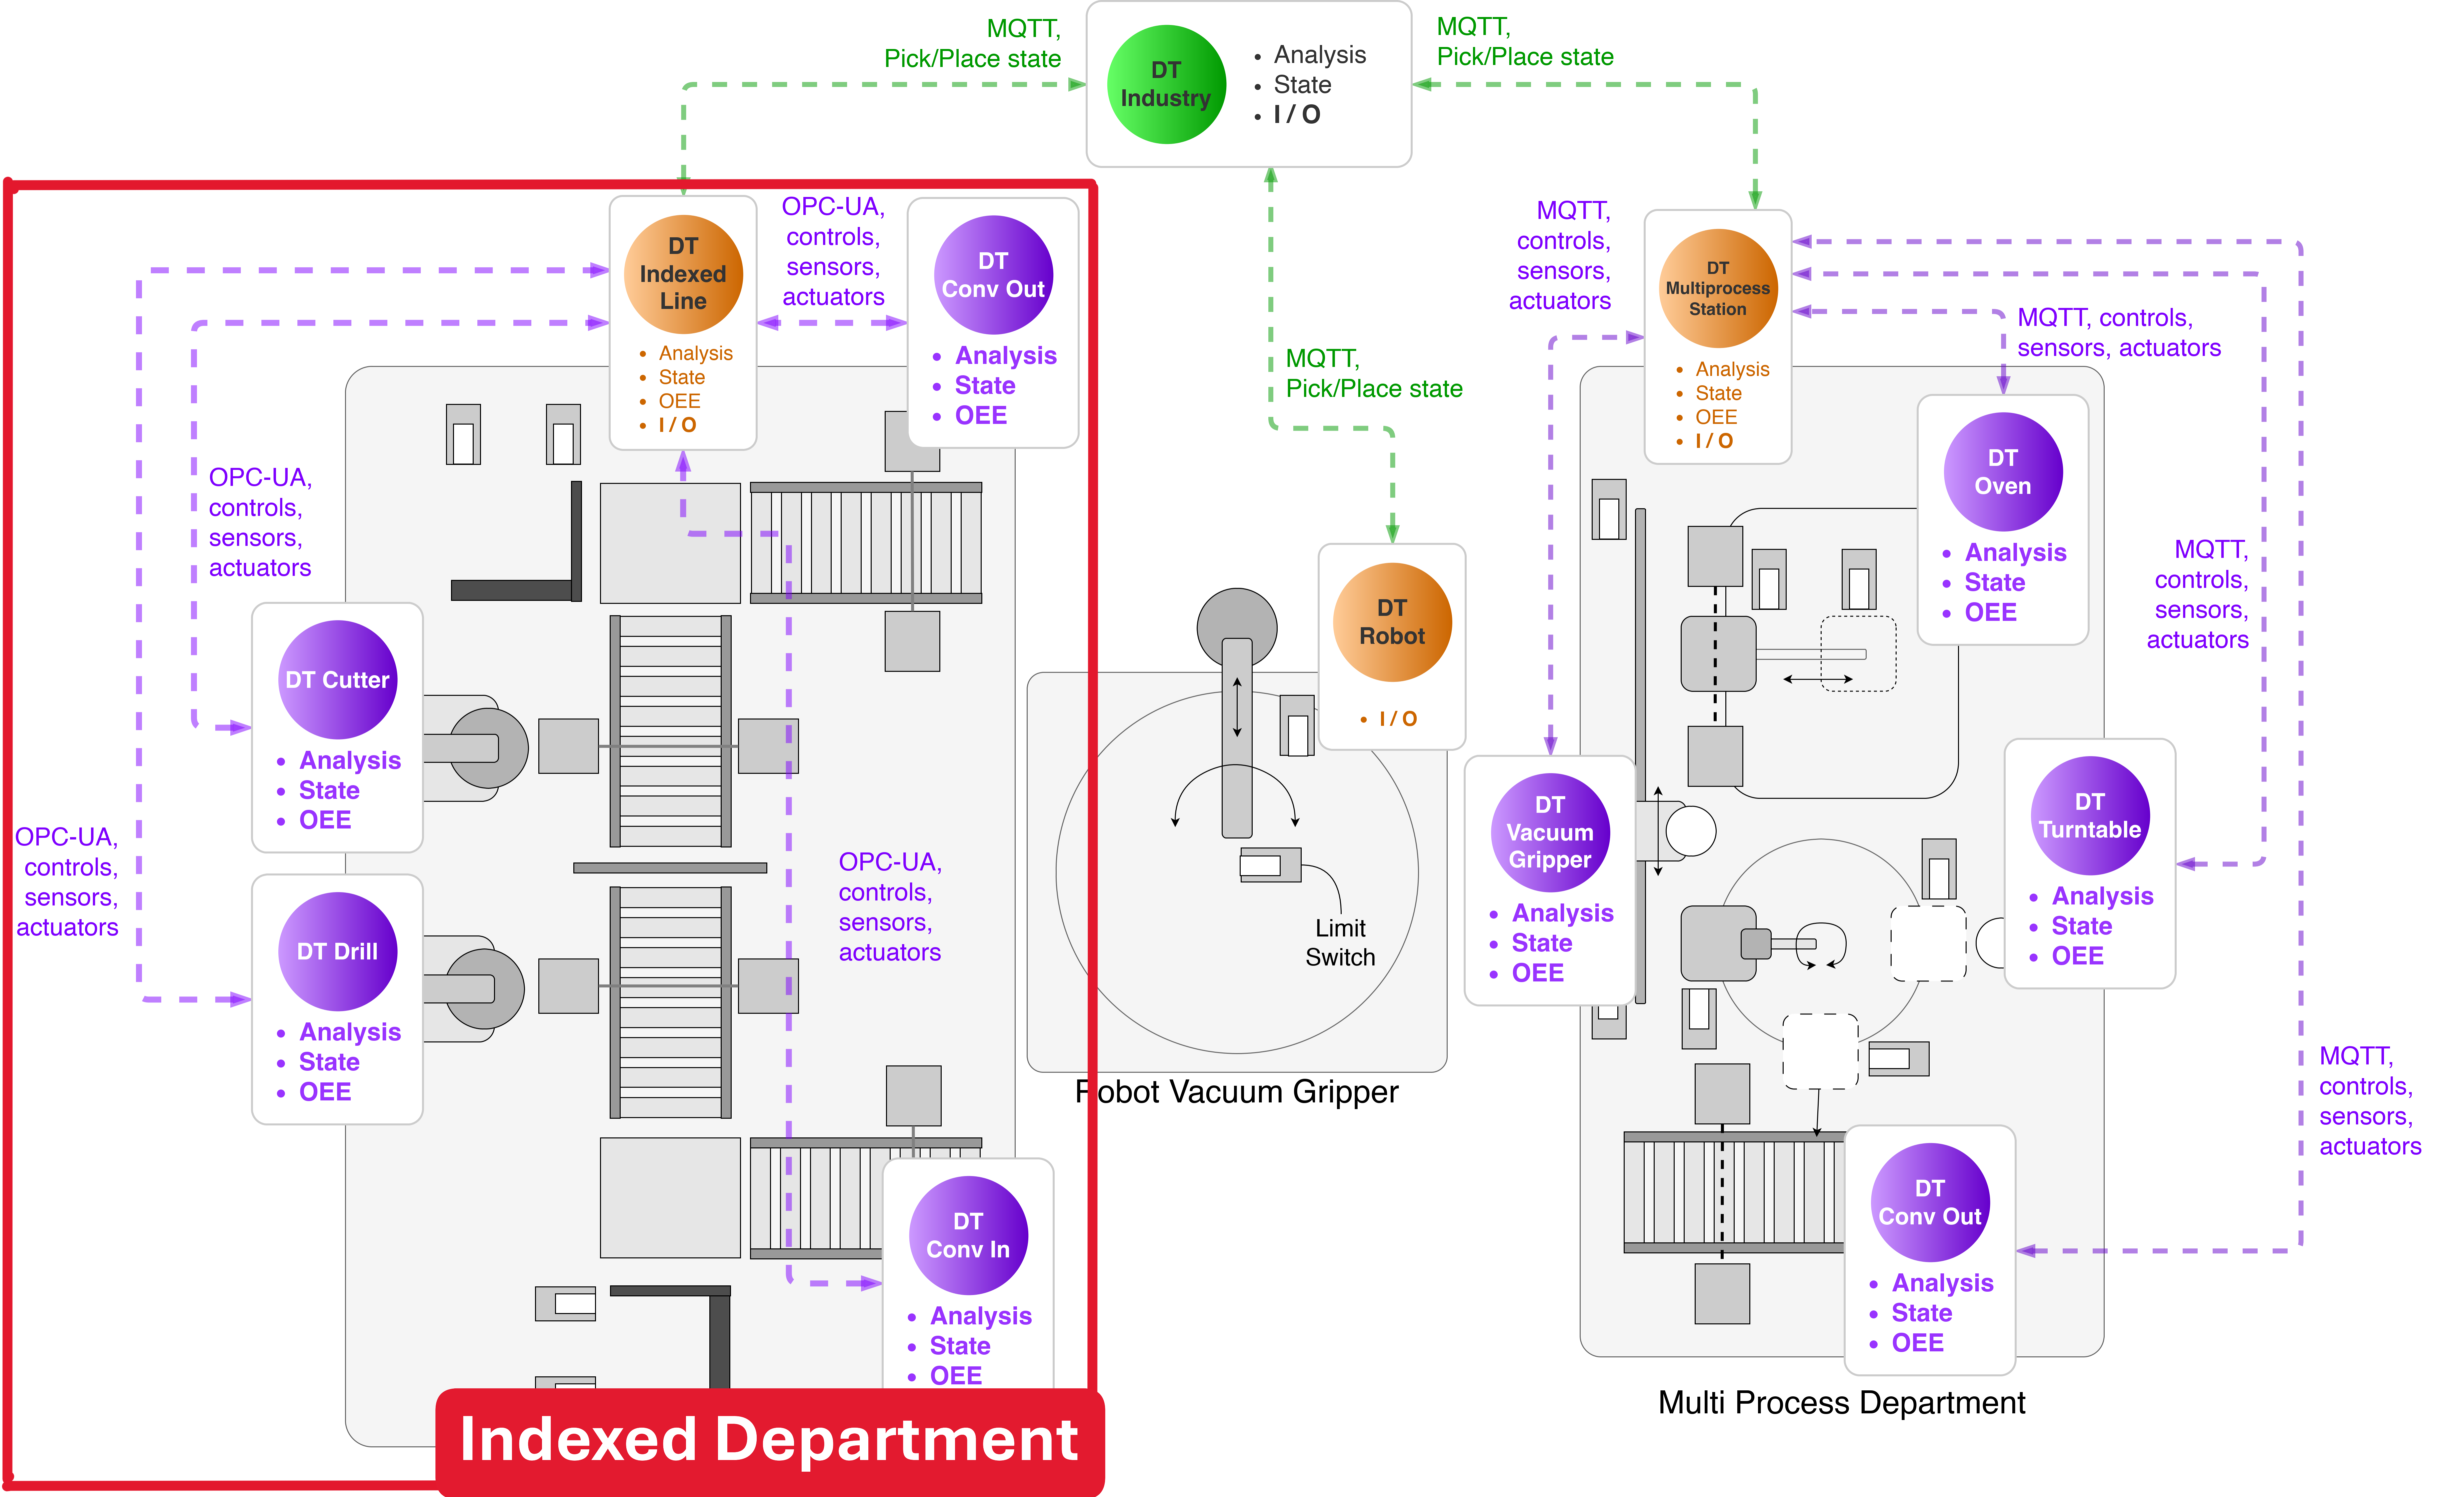 MQTT,
Pick/Place state
DT
Industry
• Analysis
• State
• I / O
MQTT,
Pick/Place state
DT
Indexed
Line
• Analysis
• State
• OEE
• I / O
OPC-UA,
controls,
sensors,
actuators
DT
Conv Out
• Analysis
• State
• OEE
MQTT,
controls,
sensors,
actuators
DT
Multiprocess
Station
• Analysis
• State
• OEE
• I / O
MQTT, controls,
sensors, actuators
MQTT,
Pick/Place state
DT
Oven
• Analysis
• State
• OEE
OPC-UA,
controls,
sensors,
actuators
DT
Robot
• I / O
MQTT,
controls,
sensors,
actuators
DT Cutter
• Analysis
• State
• OEE
DT
Vacuum
Gripper
• Analysis
• State
• OEE
DT
Turntable
• Analysis
• State
• OEE
OPC-UA,
controls,
sensors,
actuators
DT Drill
• Analysis
• State
• OEE
OPC-UA,
controls,
sensors,
actuators
Limit
Switch
Robot Vacuum Gripper
MQTT,
controls,
sensors,
actuators
DT
Conv In
• Analysis
• State
• OEE
DT
Conv Out
• Analysis
• State
• OEE
Multi Process Department
Indexed Department